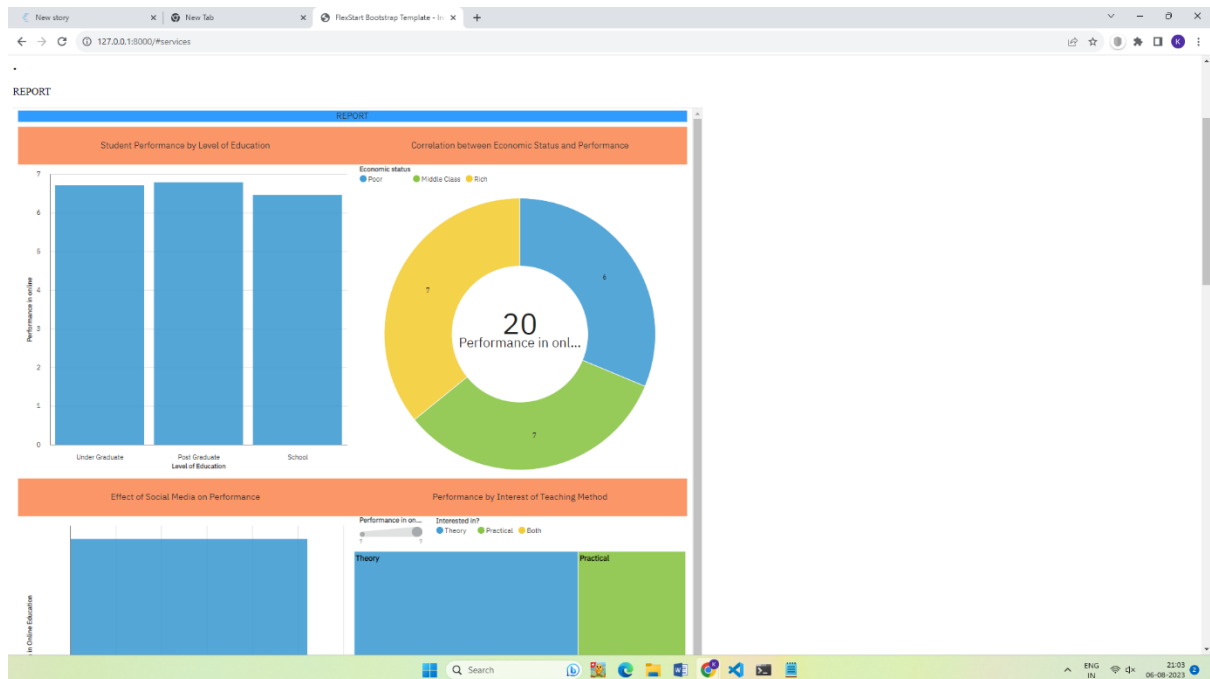 New story
New Tab
FlexStart Bootstrap Template - In
127.0.0.1:8000/#services
K
.
REPORT
REPORT
Student Performance by Level of Education
7
6
5
4
3
2
1
0
Performance in online
Under Graduate
Post Graduate
School
Level of Education
Correlation between Economic Status and Performance
Economic status
Poor
Middle Class
Rich
6
7
7
20
Performance in onl...
Effect of Social Media on Performance
in Online Education
Performance by Interest of Teaching Method
Performance in on...
7
7
Interested in?
Theory
Practical
Both
Theory
Practical
Search
ENG
IN
21:03
06-08-2023
2